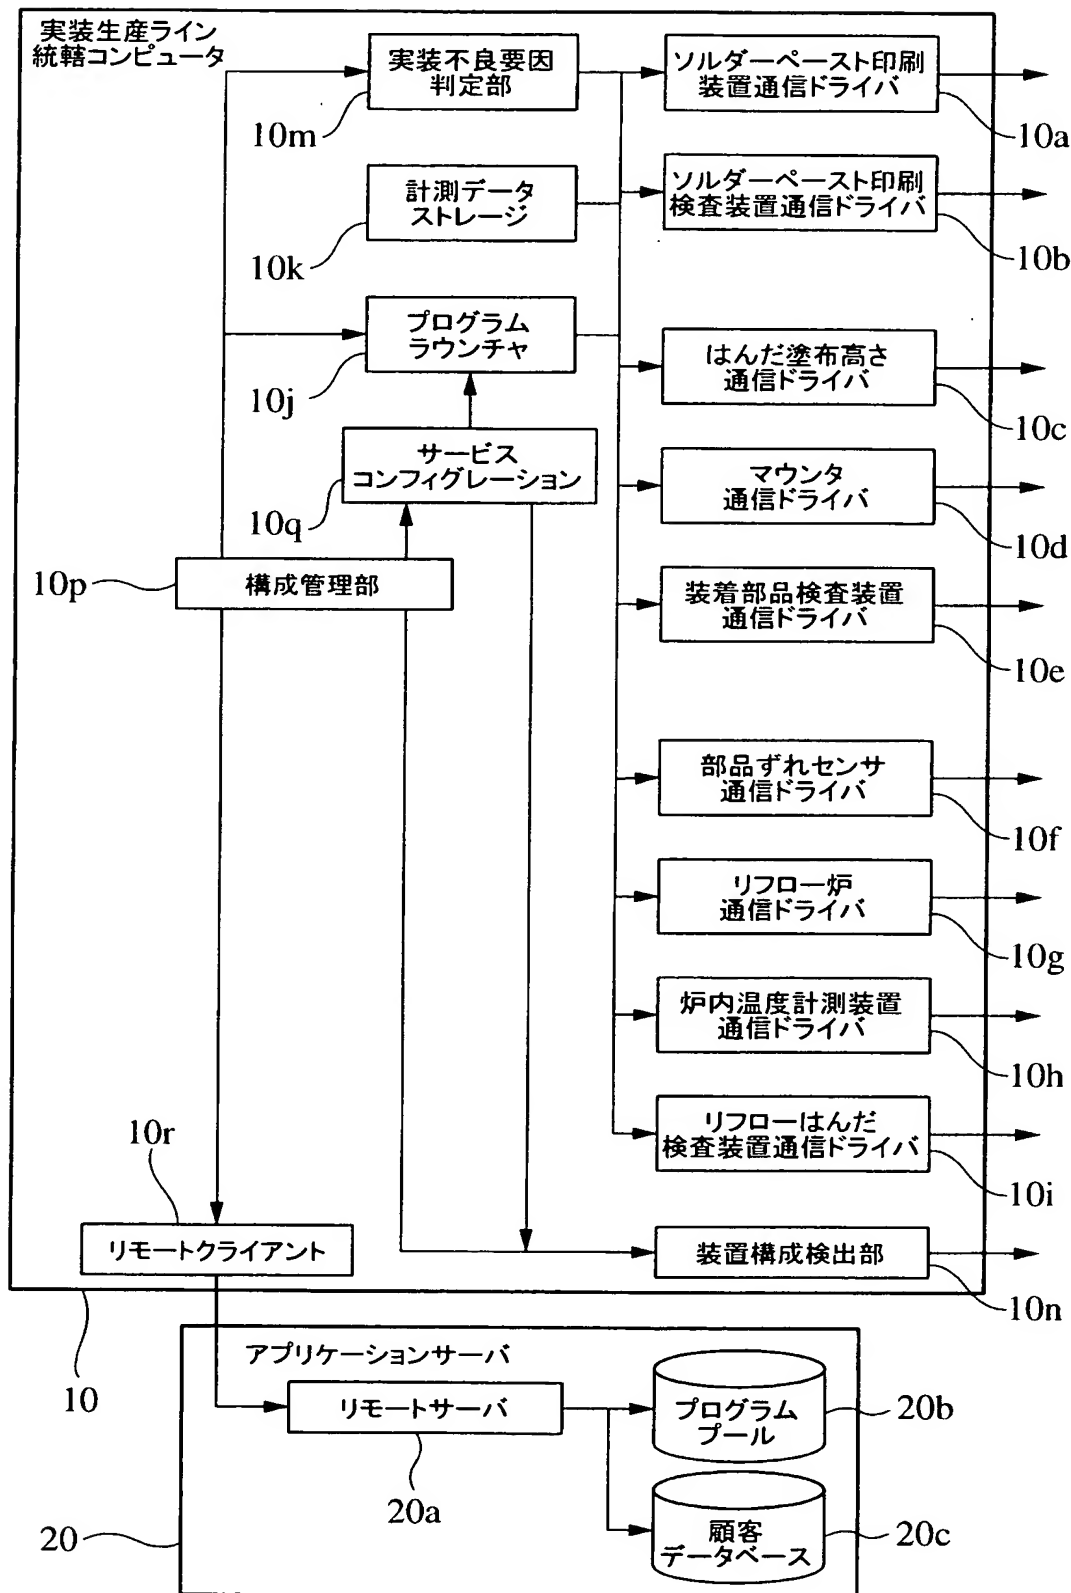 実装生産ライン
統轄コンピュータ
実装不良要因
判定部
10m
計測データ
ストレージ
10k
プログラム
ラウンチャ
10j
サービス
コンフィグレーション
10q
構成管理部
10p
ソルダーペースト印刷
装置通信ドライバ
10a
ソルダーペースト印刷
検査装置通信ドライバ
10b
はんだ塗布高さ
通信ドライバ
10c
マウンタ
通信ドライバ
10d
装着部品検査装置
通信ドライバ
10e
部品ずれセンサ
通信ドライバ
10f
リフロー炉
通信ドライバ
10g
炉内温度計測装置
通信ドライバ
10h
リフローはんだ
検査装置通信ドライバ
10i
10r
リモートクライアント
装置構成検出部
10n
10
アプリケーションサーバ
リモートサーバ
20a
プログラム
プール
20b
顧客
データベース
20c
20